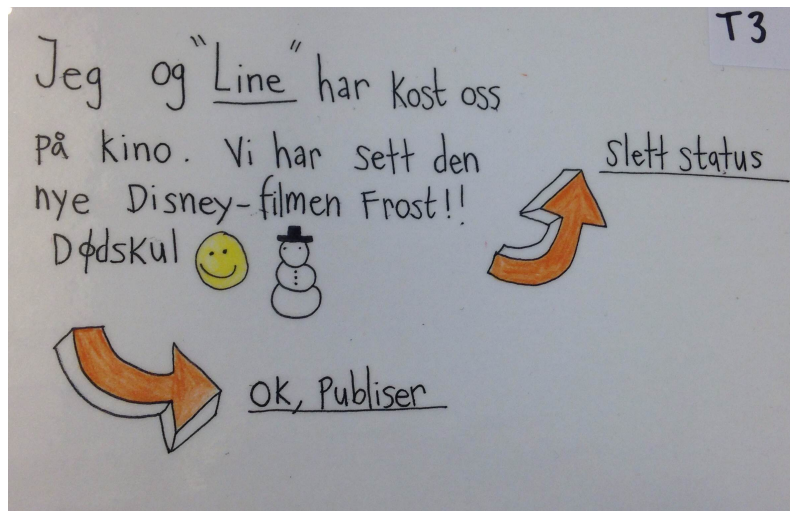 T3
Jeg og "Line" har kost oss
på kino. Vi har sett den
nye Disney-filmen Frost!!
Dødskul
slett status
OK, Publiser